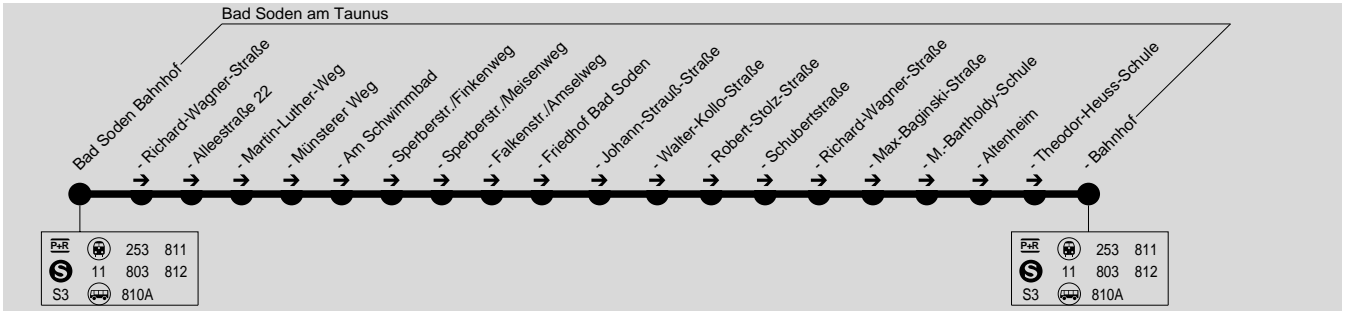 Bad Soden am Taunus
Bad Soden Bahnhof
- Richard-Wagner-Straße
- Alleestraße 22
- Martin-Luther-Weg
- Münsterer Weg
- Am Schwimmbad
- Sperberstr./Finkenweg
- Sperberstr./Meisenweg
- Falkenstr./Amselweg
- Friedhof Bad Soden
- Johann-Strauß-Straße
- Walter-Kollo-Straße
- Robert-Stolz-Straße
- Schubertstraße
- Richard-Wagner-Straße
- Max-Baginski-Straße
- M.-Bartholdy-Schule
- Altenheim
- Theodor-Heuss-Schule
- Bahnhof
P+R 253 811
S 11 803 812
S3 810A
P+R 253 811
S 11 803 812
S3 810A